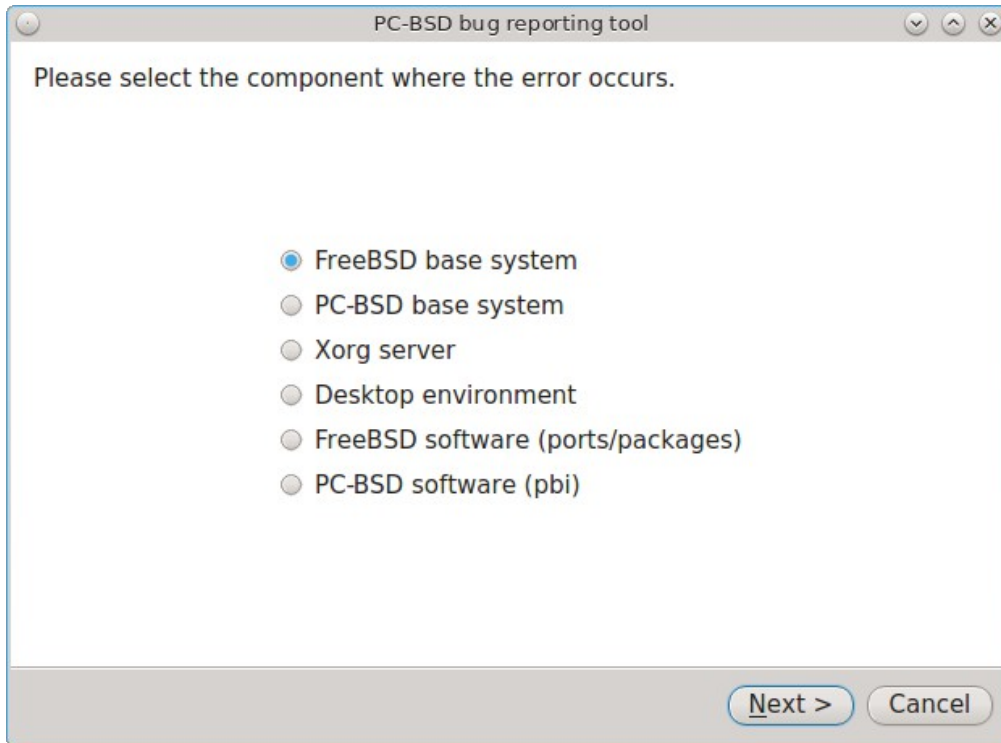 PC-BSD bug reporting tool
Please select the component where the error occurs.
FreeBSD base system
PC-BSD base system
Xorg server
Desktop environment
FreeBSD software (ports/packages)
PC-BSD software (pbi)
Next > Cancel